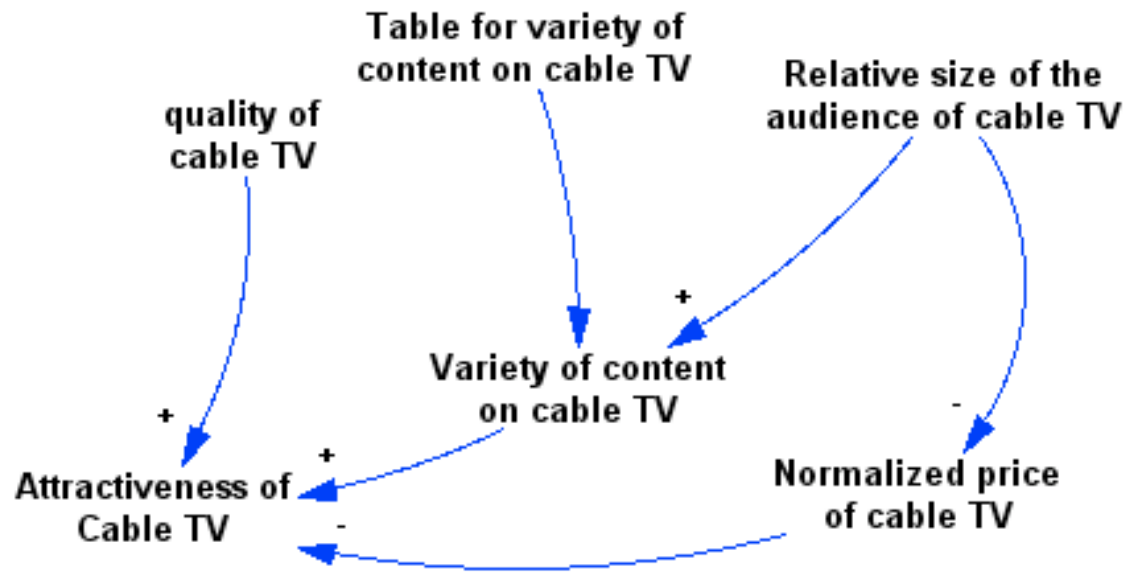 Table for variety of
content on cable TV
Relative size of the
audience of cable TV
quality of
cable TV
+
Variety of content
on cable TV
+
+
-
Attractiveness of
Cable TV
Normalized price
of cable TV
-